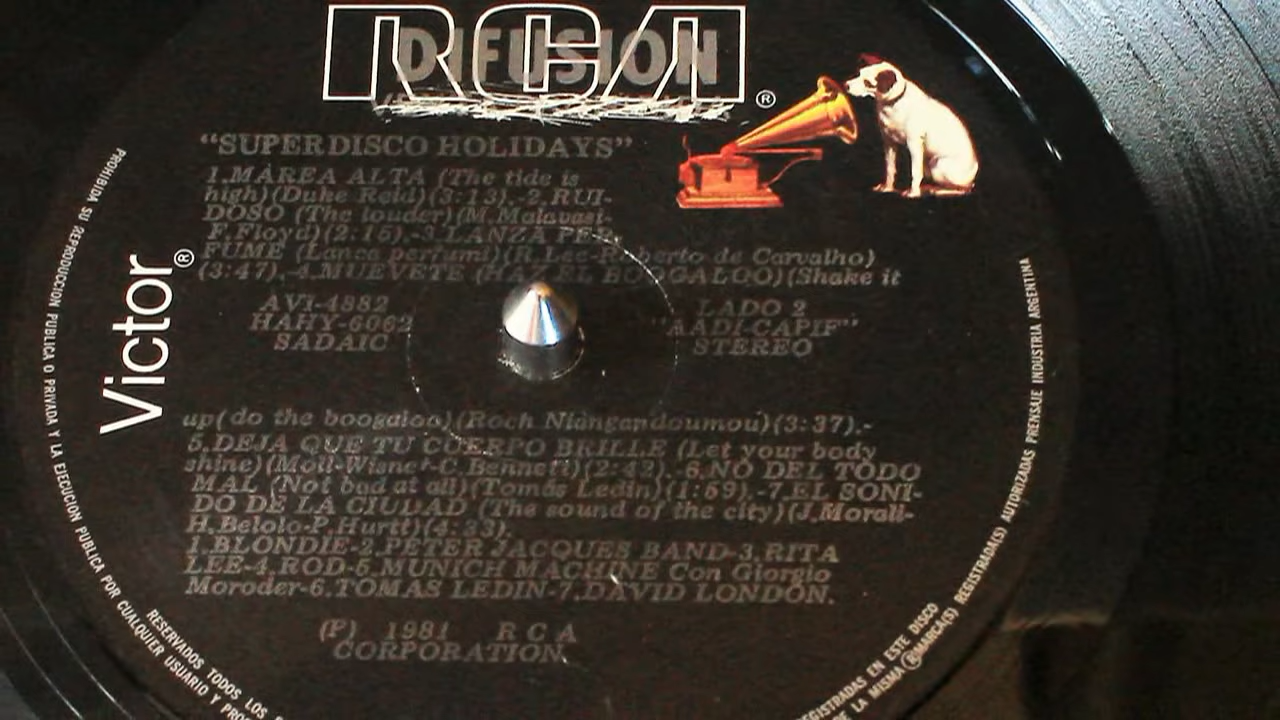 RCA
DIFUSION
®
"SUPERDISCO HOLIDAYS"
1.MAREA ALTA (The tide is
high)(Duke Reid)(3:13).-2.RUI-
DOSO (The louder)(M.Malavasi-
F.Floyd)(2:15).-3.LANZA PER-
FUME (Lança perfumi)(R.Lee-Roberto de Carvalho)
(3:47).-4.MUEVETE (HAZ EL BOOGALOO)(Shake it
AVI-4882
HAHY-6062
SADAIC
LADO 2
"AADI-CAPIF"
STEREO
up(do the boogaloo)(Roch Niangandoumou)(3:37).-
5.DEJA QUE TU CUERPO BRILLE (Let your body
shine)(Moll-Wisnet-C.Bennett)(2:42).-6.NO DEL TODO
MAL (Not bad at all)(Tomás Ledin)(1:59).-7.EL SONI-
DO DE LA CIUDAD (The sound of the city)(J.Morali-
H.Belolo-P.Hurtt)(4:33).
1.BLONDIE-2.PETER JACQUES BAND-3.RITA
LEE-4.ROD-5.MUNICH MACHINE Con Giorgio
Moroder-6.TOMAS LEDIN-7.DAVID LONDON.
(P) 1981 RCA
CORPORATION.
Victor®
PROHIBIDA SU REPRODUCCION PUBLICA O PRIVADA Y LA EJECUCION PUBLICA POR CUALQUIER USUARIO Y
RESERVADOS TODOS LOS
REGISTRADAS EN ESTE DISCO
DE LA MISMA ® MARCA(S) REGISTRADA(S) AUTORIZADAS PRENSAJE INDUSTRIA ARGENTINA